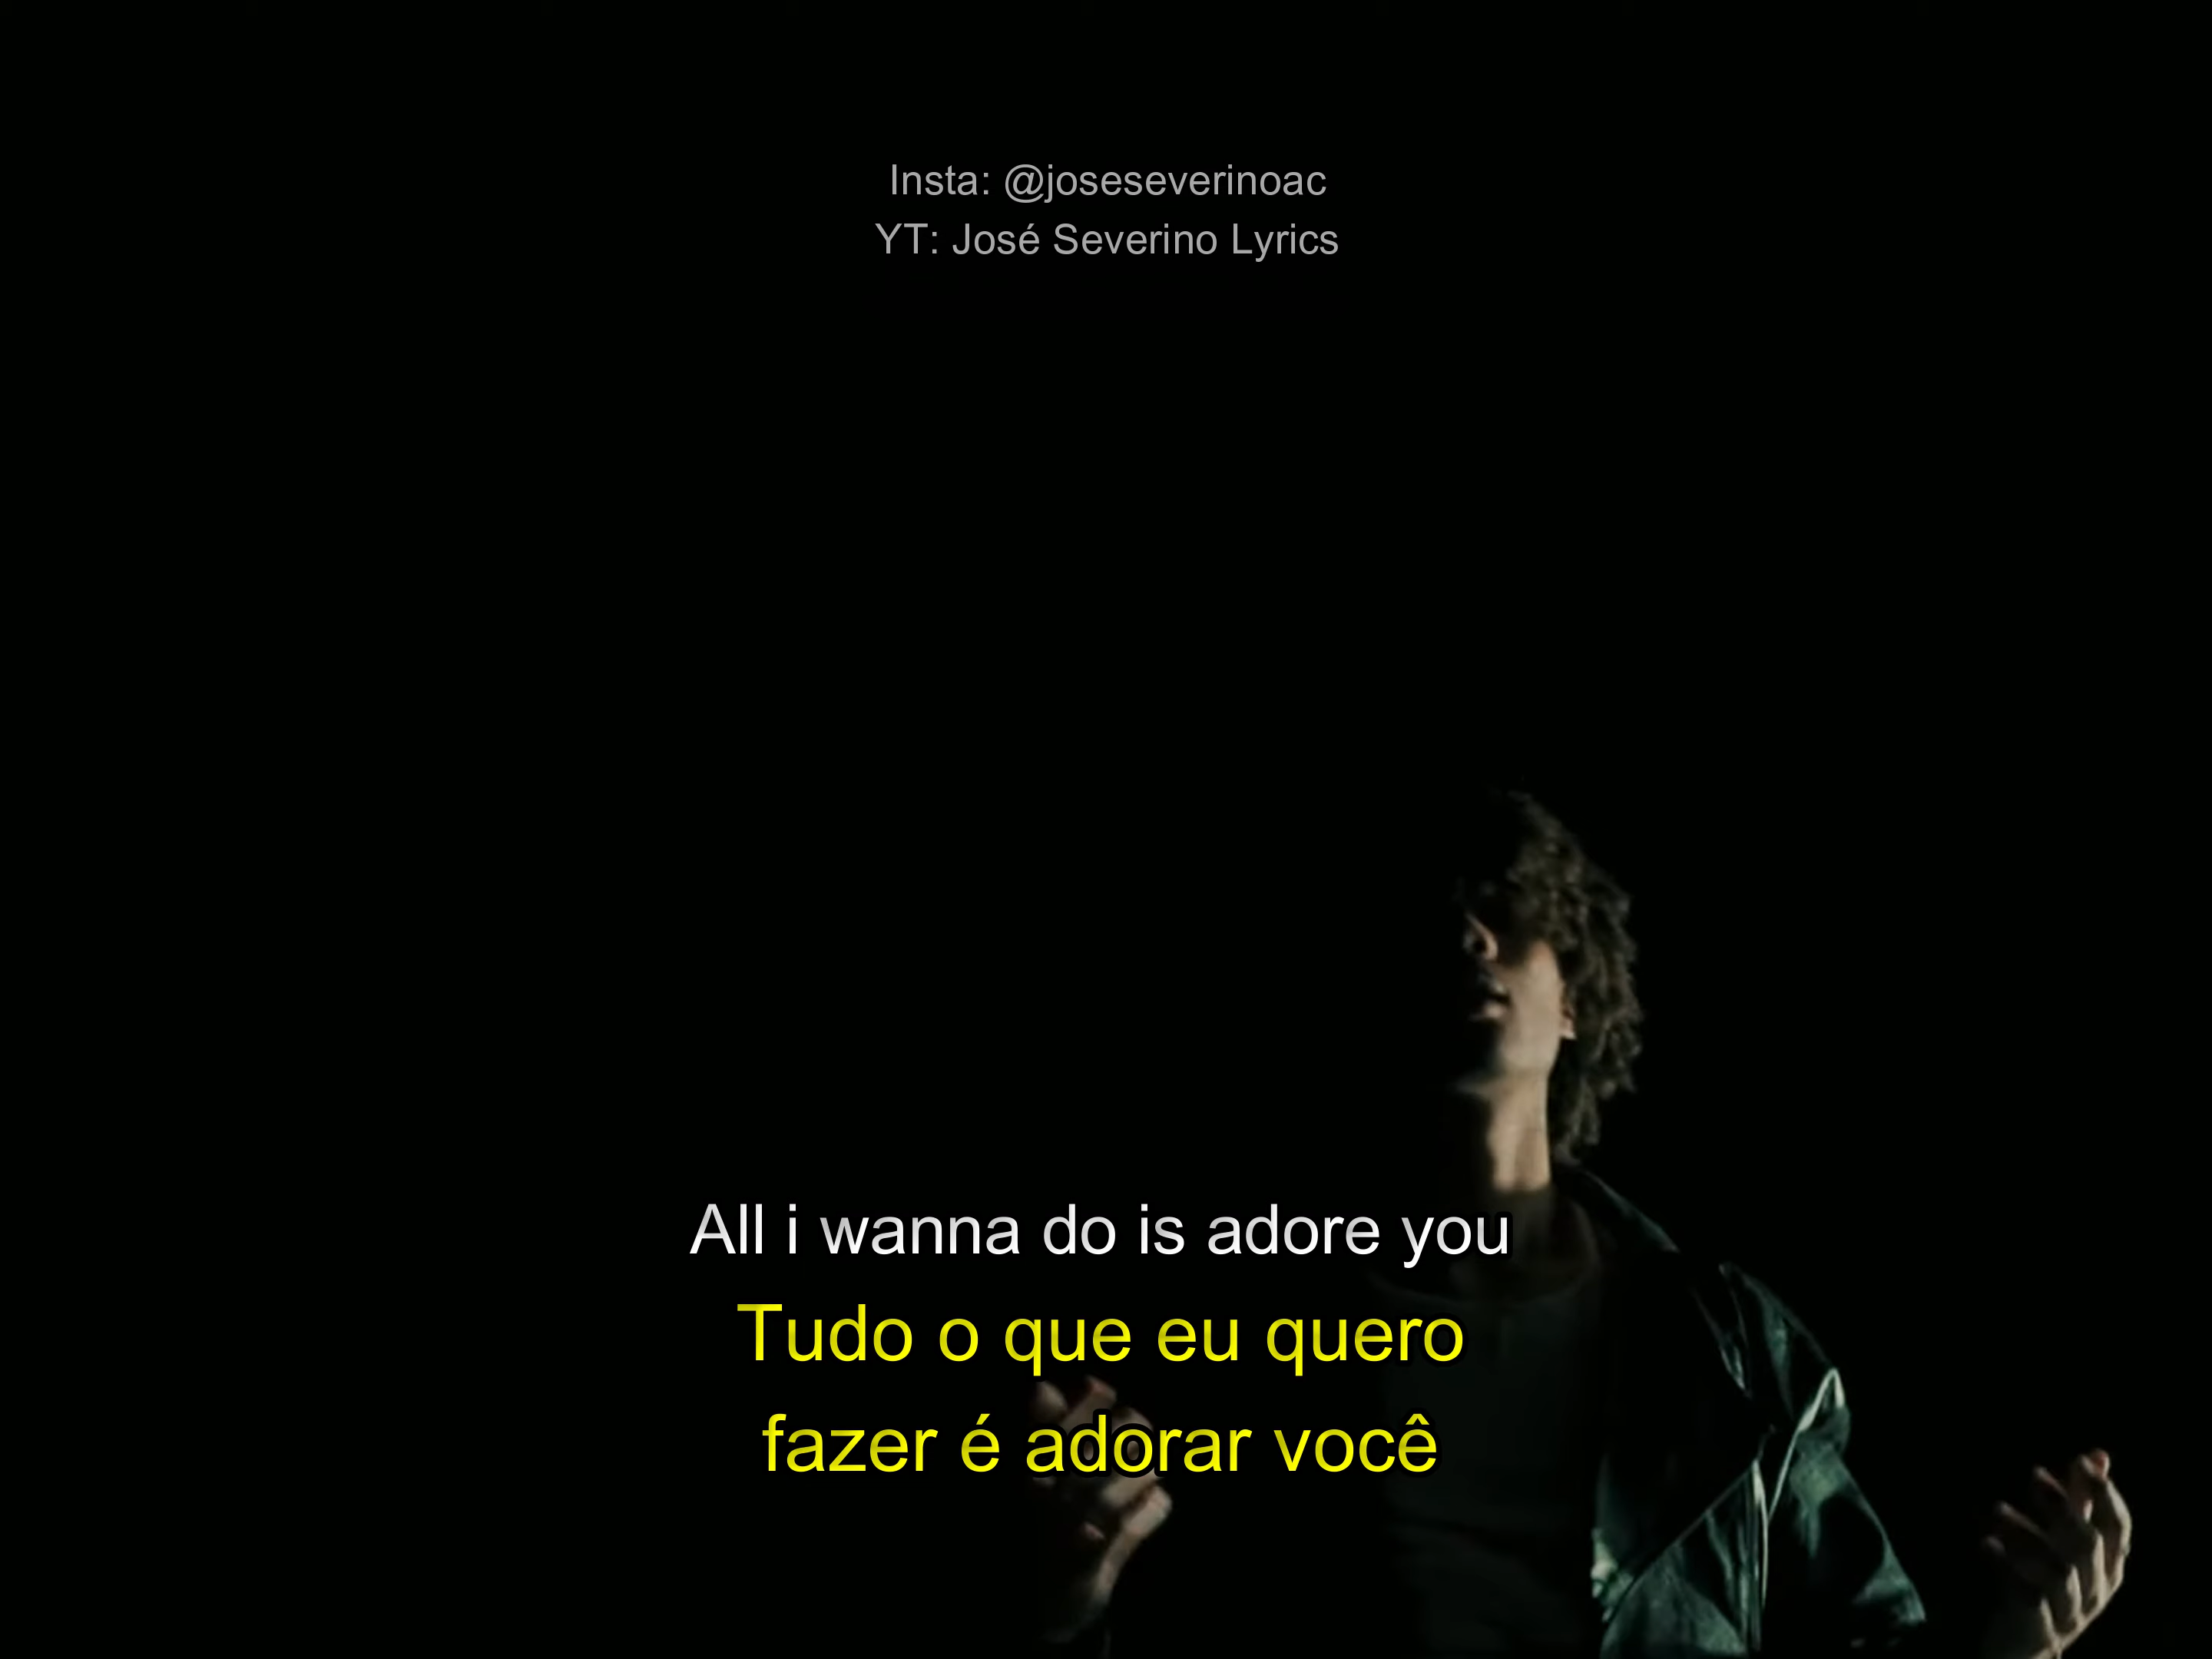 Insta: @joseseverinoac
YT: José Severino Lyrics
All i wanna do is adore you
Tudo o que eu quero
fazer é adorar você